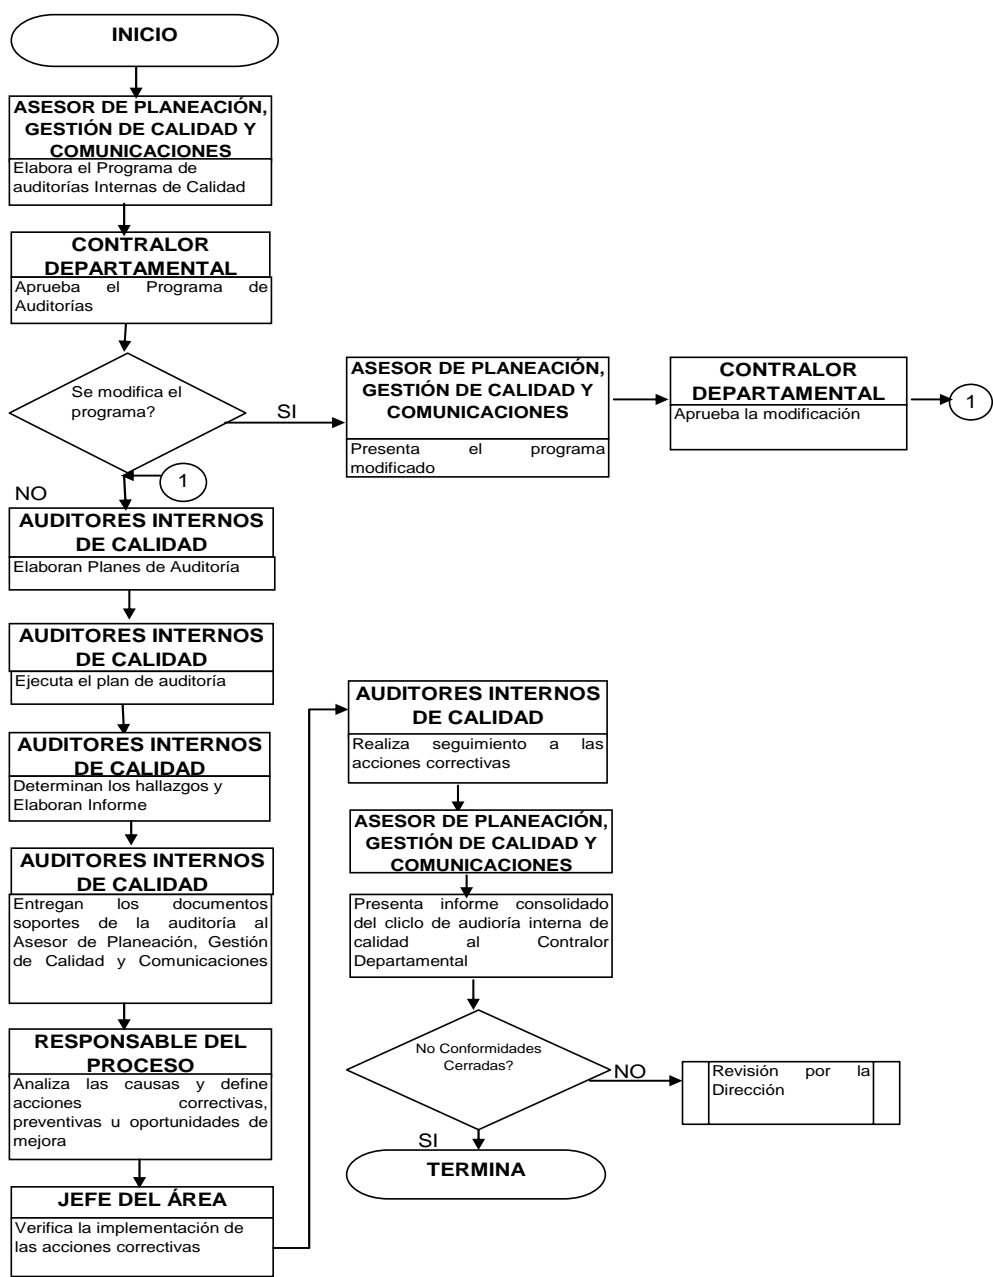 INICIO
ASESOR DE PLANEACIÓN,
GESTIÓN DE CALIDAD Y
COMUNICACIONES
Elabora el Programa de
auditorías Internas de Calidad
CONTRALOR
DEPARTAMENTAL
Aprueba el Programa de
Auditorías
Se modifica el
programa?
SI
ASESOR DE PLANEACIÓN,
GESTIÓN DE CALIDAD Y
COMUNICACIONES
Presenta el programa
modificado
CONTRALOR
DEPARTAMENTAL
Aprueba la modificación
1
1
NO
AUDITORES INTERNOS
DE CALIDAD
Elaboran Planes de Auditoría
AUDITORES INTERNOS
DE CALIDAD
Ejecuta el plan de auditoría
AUDITORES INTERNOS
DE CALIDAD
Determinan los hallazgos y
Elaboran Informe
AUDITORES INTERNOS
DE CALIDAD
Entregan los documentos
soportes de la auditoría al
Asesor de Planeación, Gestión
de Calidad y Comunicaciones
RESPONSABLE DEL
PROCESO
Analiza las causas y define
acciones correctivas,
preventivas u oportunidades de
mejora
JEFE DEL ÁREA
Verifica la implementación de
las acciones correctivas
AUDITORES INTERNOS
DE CALIDAD
Realiza seguimiento a las
acciones correctivas
ASESOR DE PLANEACIÓN,
GESTIÓN DE CALIDAD Y
COMUNICACIONES
Presenta informe consolidado
del cliclo de audioría interna de
calidad al Contralor
Departamental
No Conformidades
Cerradas?
NO
Revisión por la
Dirección
SI
TERMINA